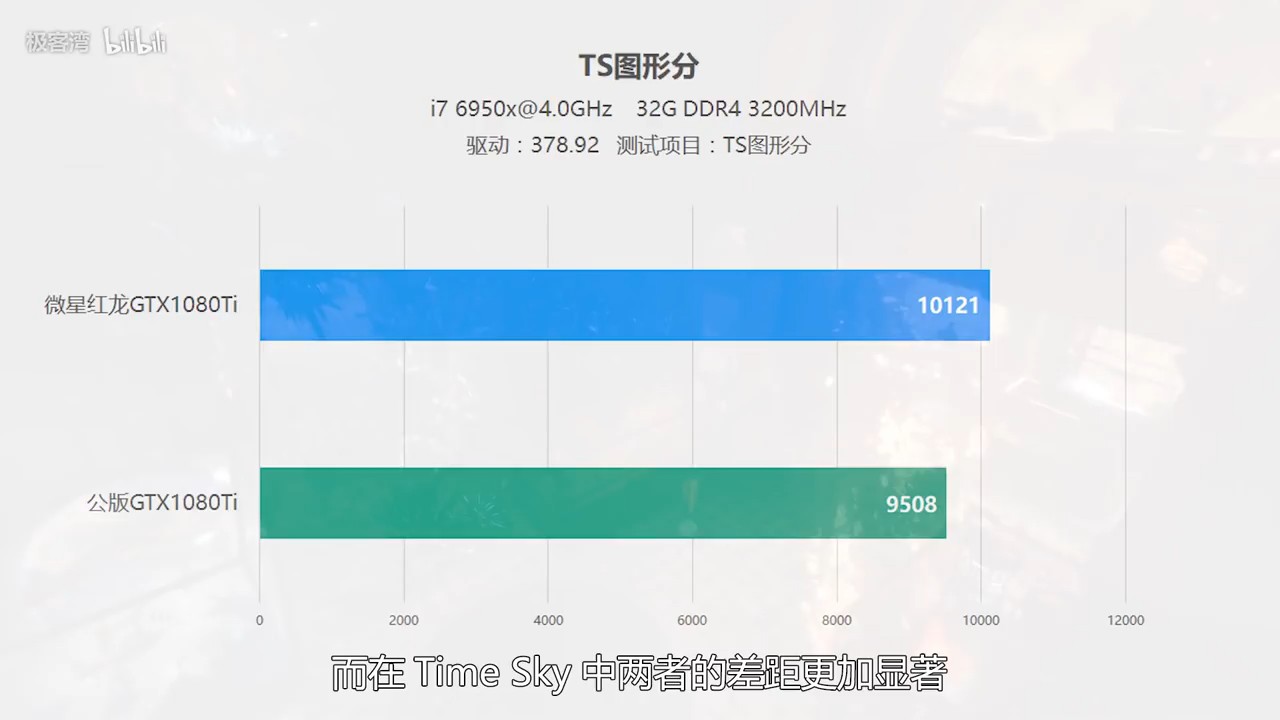 极客湾 bilibili
TS图形分
i7 6950x@4.0GHz 32G DDR4 3200MHz
驱动：378.92 测试项目：TS图形分
微星红龙GTX1080Ti
10121
公版GTX1080Ti
9508
0 2000 4000 6000 8000 10000 12000
而在 Time Sky 中两者的差距更加显著